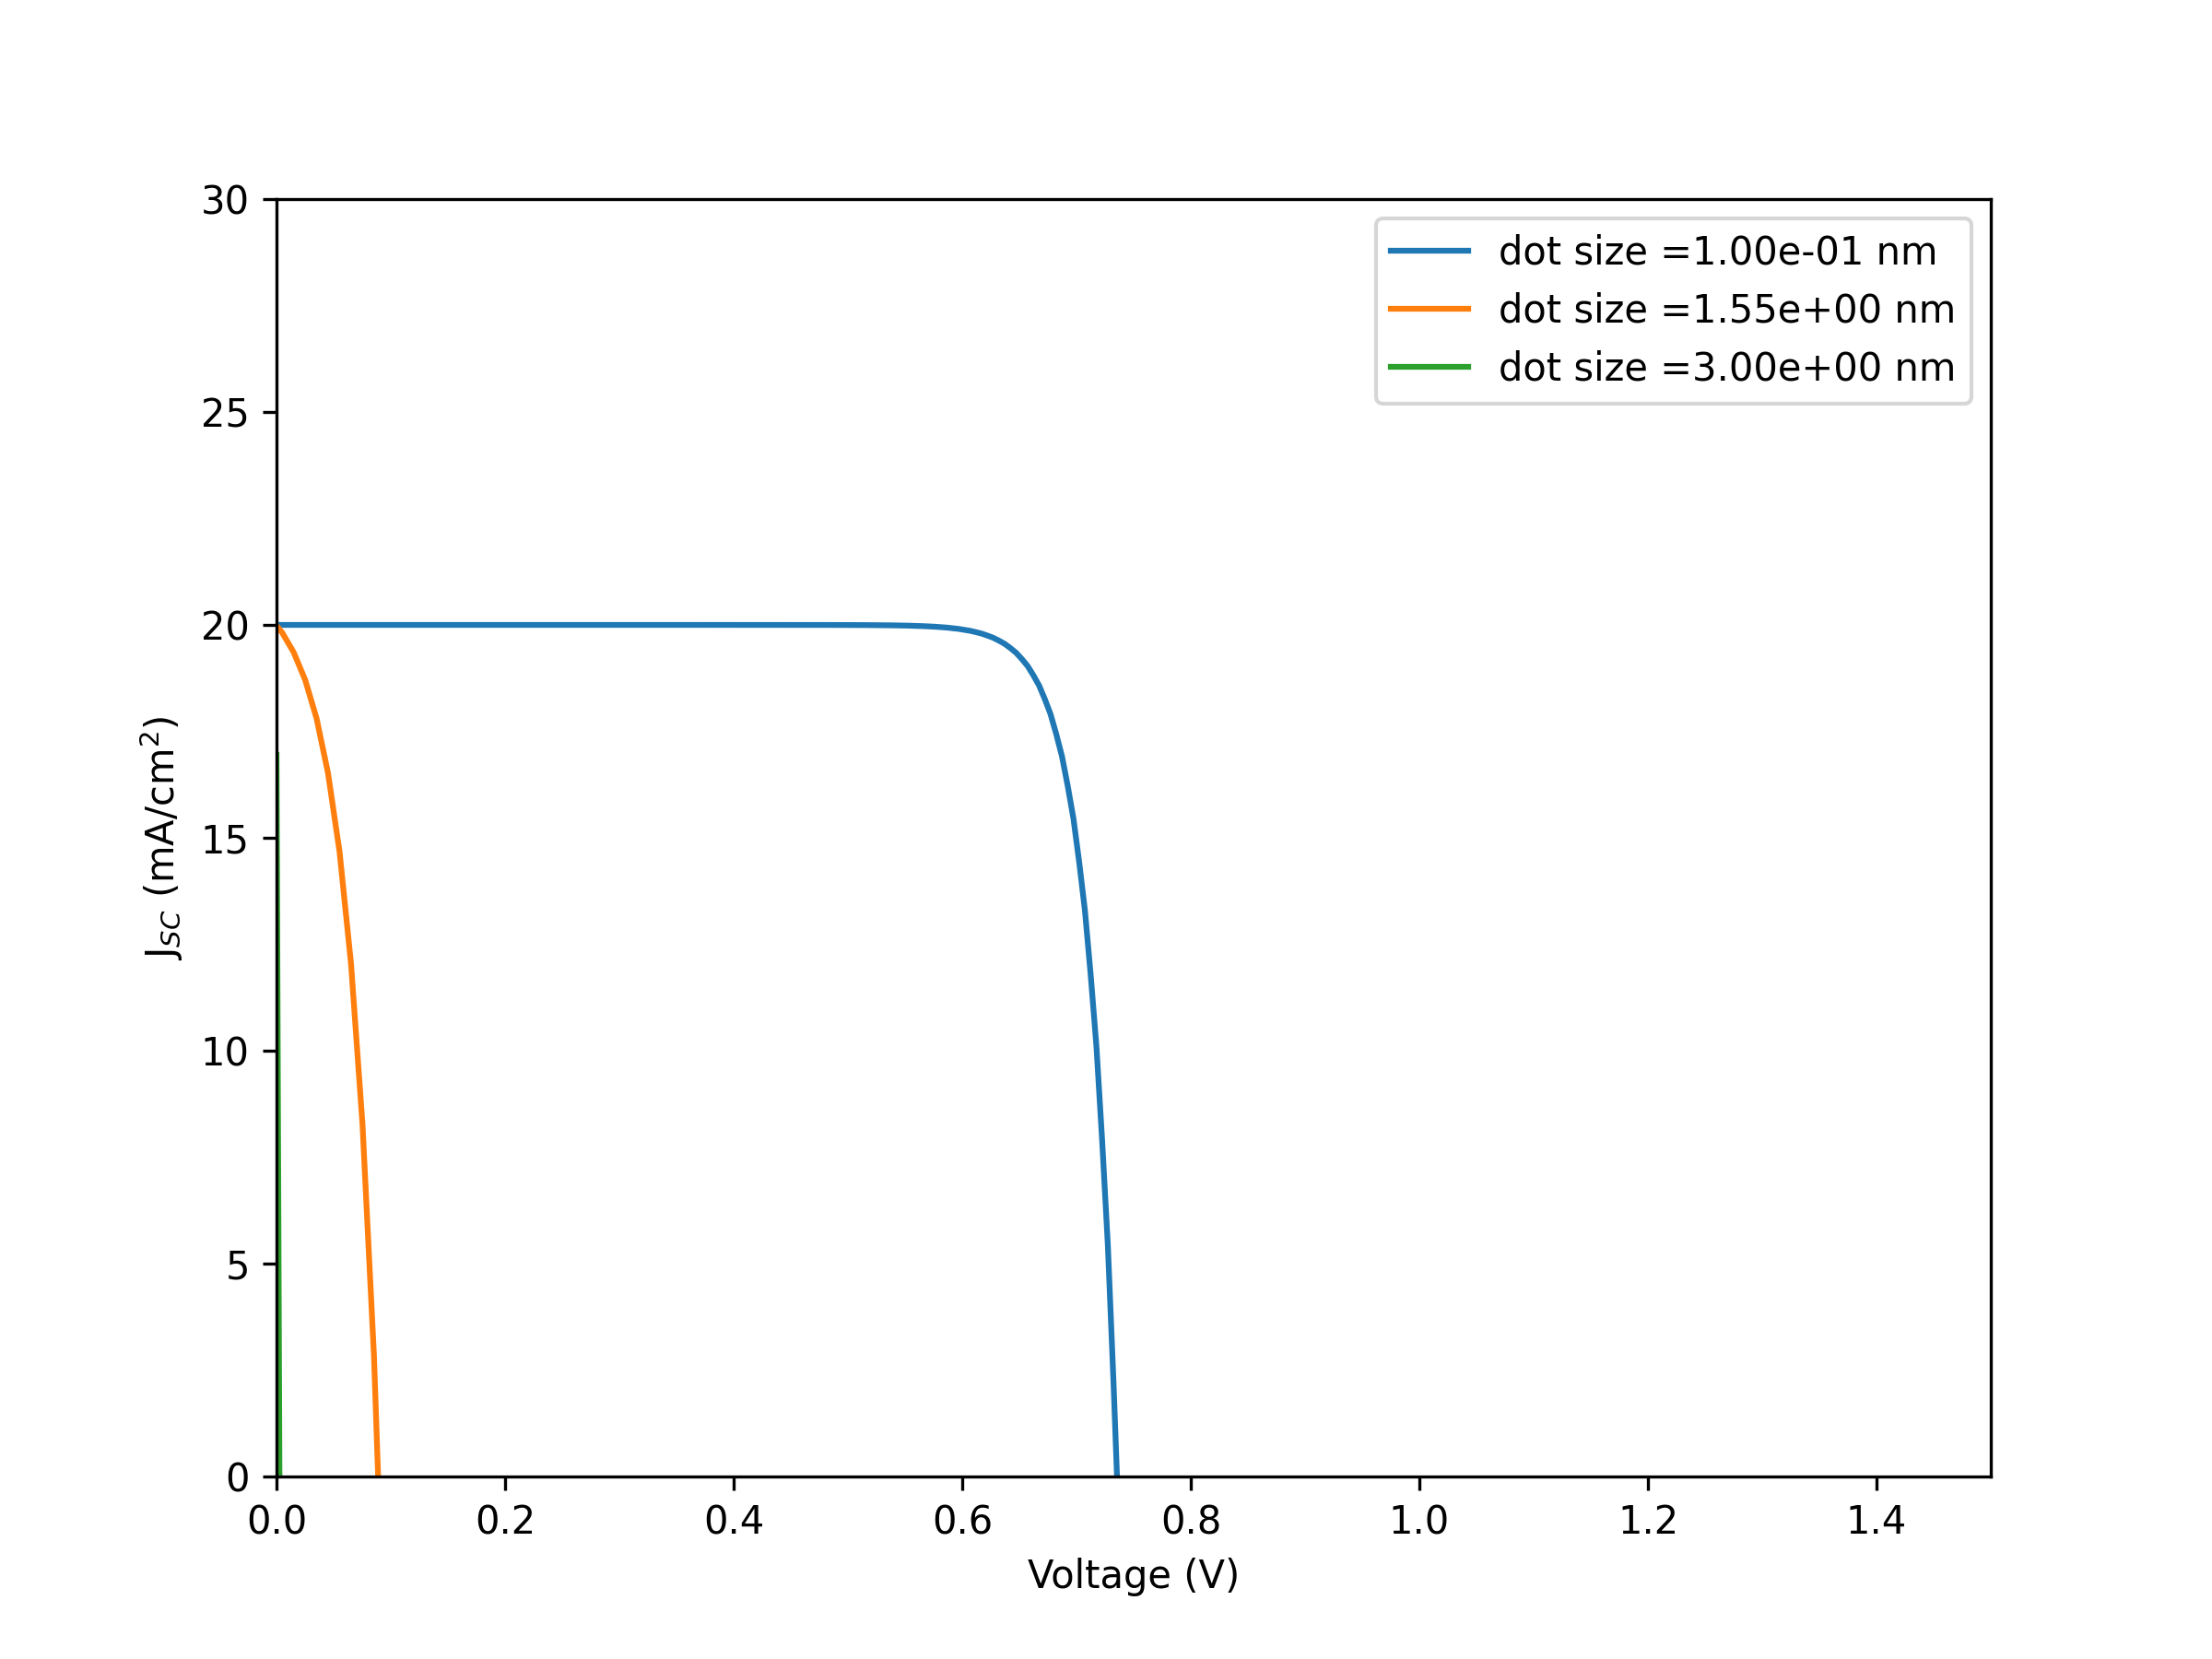 30
25
20
15
10
5
0
J$_{SC}$ (mA/cm²)
dot size =1.00e-01 nm
dot size =1.55e+00 nm
dot size =3.00e+00 nm
0.0 0.2 0.4 0.6 0.8 1.0 1.2 1.4
Voltage (V)